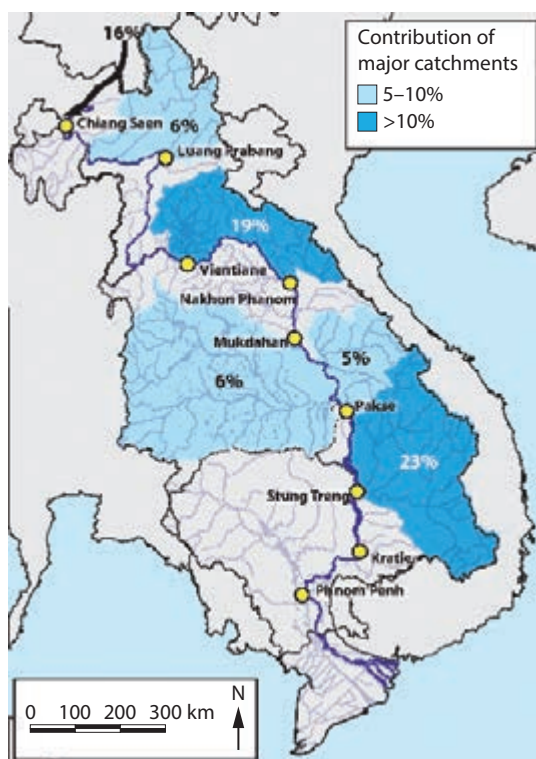 16%
Contribution of
major catchments
5–10%
>10%
Chiang Saen
6%
Luang Prabang
19%
Vientiane
Nakhon Phanom
Mukdahan
5%
6%
Pakse
23%
Stung Treng
Kratie
Phnom Penh
N
0 100 200 300 km